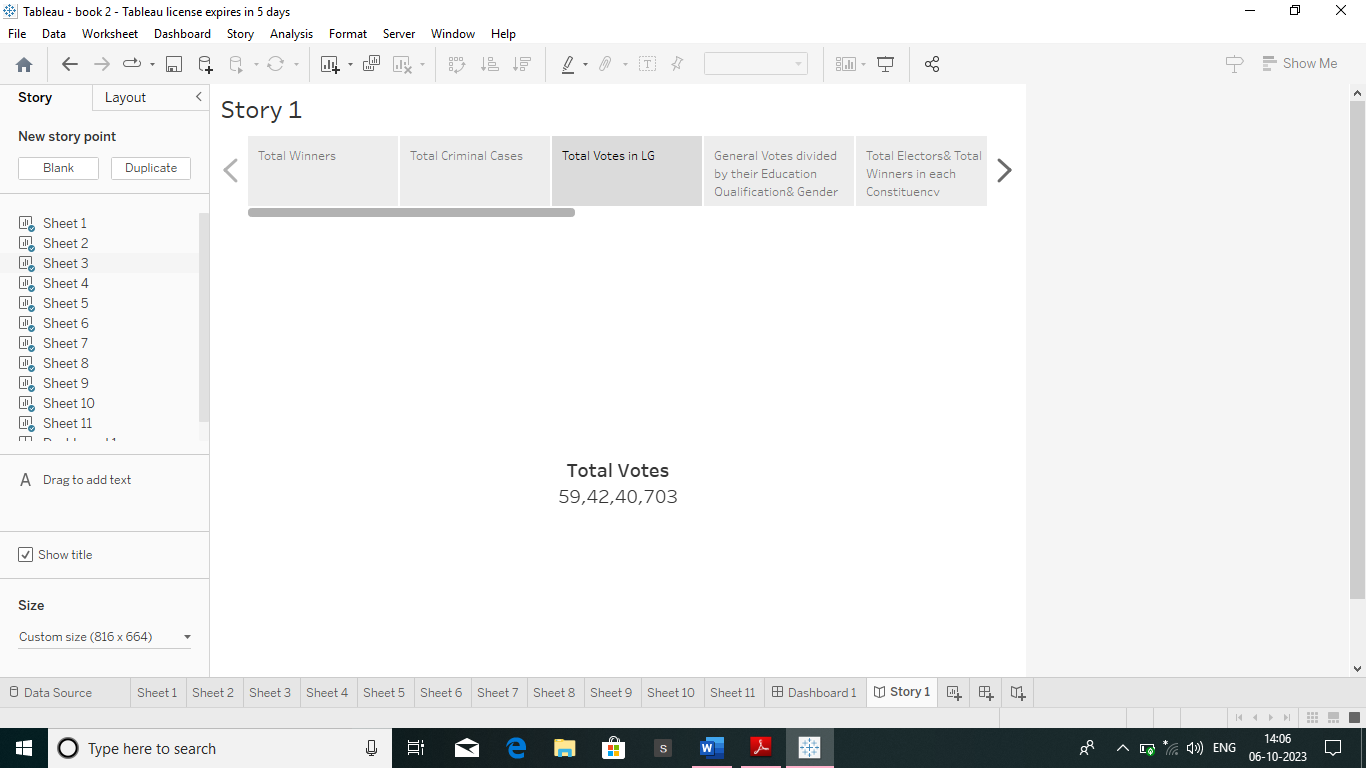 Tableau - book 2 - Tableau license expires in 5 days
File Data Worksheet Dashboard Story Analysis Format Server Window Help
Show Me
Story Layout
New story point
Blank Duplicate
Sheet 1
Sheet 2
Sheet 3
Sheet 4
Sheet 5
Sheet 6
Sheet 7
Sheet 8
Sheet 9
Sheet 10
Sheet 11
A Drag to add text
Show title
Size
Custom size (816 x 664)
Story 1
Total Winners
Total Criminal Cases
Total Votes in LG
General Votes divided
by their Education
Qualification& Gender
Total Electors& Total
Winners in each
Constituency
Total Votes
59,42,40,703
Data Source Sheet 1 Sheet 2 Sheet 3 Sheet 4 Sheet 5 Sheet 6 Sheet 7 Sheet 8 Sheet 9 Sheet 10 Sheet 11 Dashboard 1 Story 1
Type here to search
S
W
ENG
14:06
06-10-2023